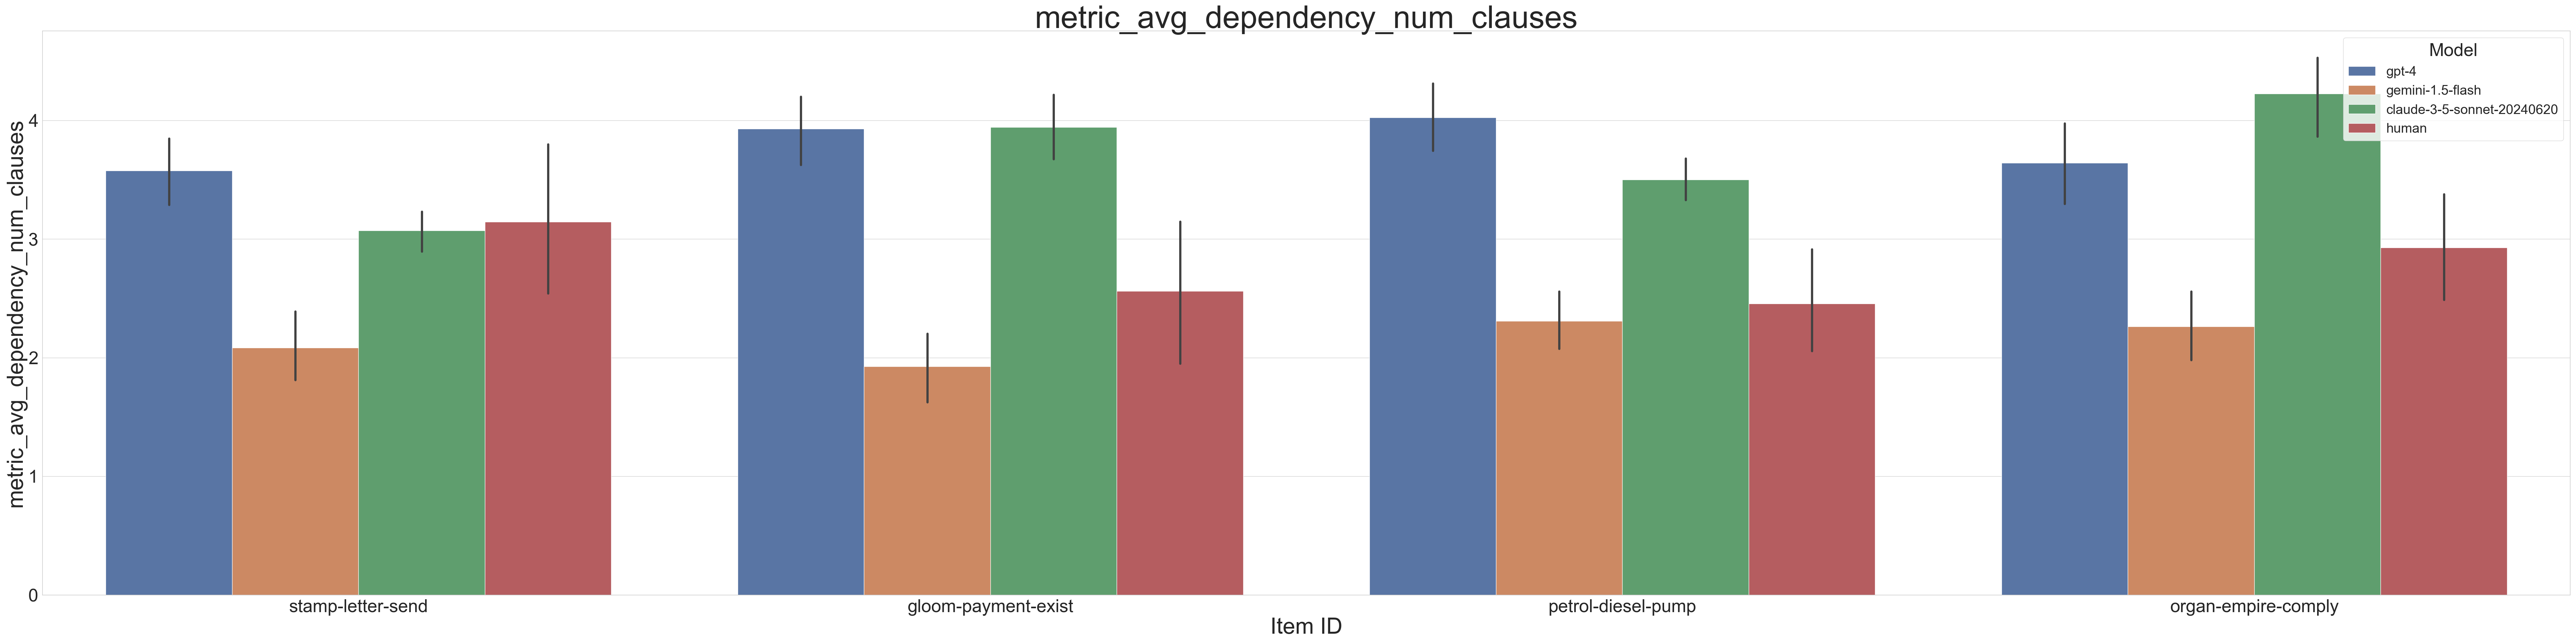 metric_avg_dependency_num_clauses
metric_avg_dependency_num_clauses
4
3
2
1
0
Model
gpt-4
gemini-1.5-flash
claude-3-5-sonnet-20240620
human
stamp-letter-send
gloom-payment-exist
petrol-diesel-pump
organ-empire-comply
Item ID